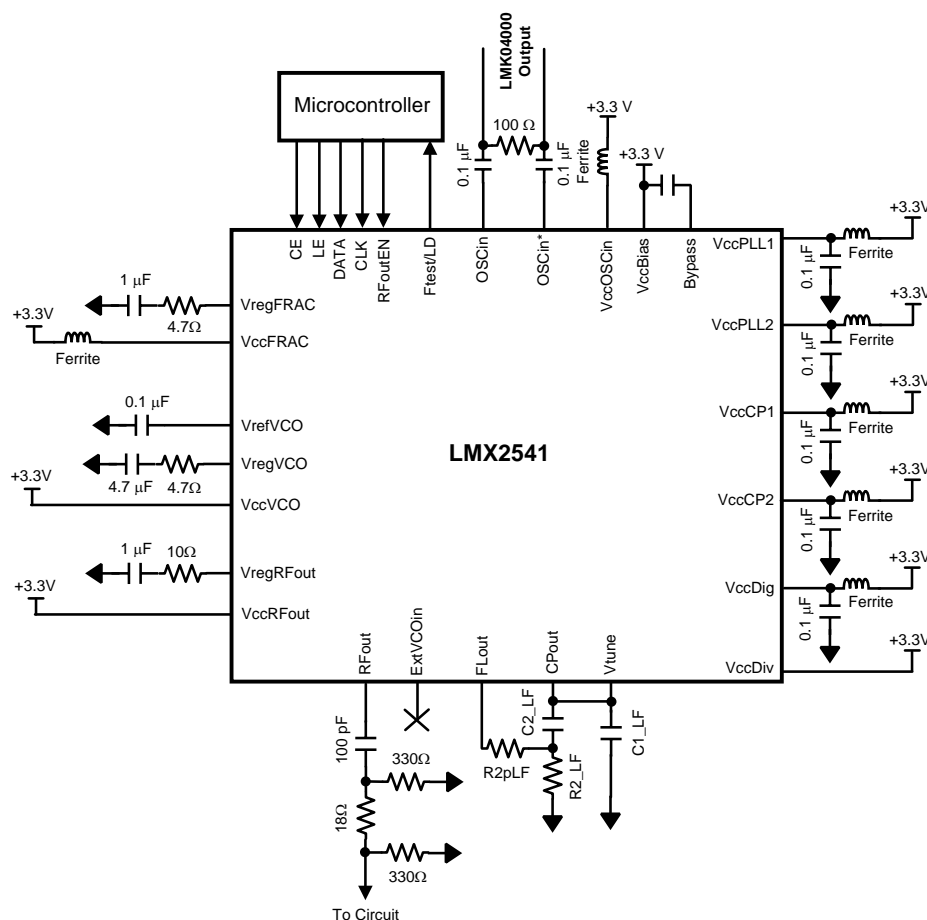 LMK04000
Output
Microcontroller
100 Ω
0.1 μF
0.1 μF
+3.3 V
Ferrite
+3.3 V
CE
LE
DATA
CLK
RFoutEN
Ftest/LD
OSCin
OSCin*
VccOSCin
VccBias
Bypass
1 μF
4.7Ω
VregFRAC
+3.3V
Ferrite
VccFRAC
0.1 μF
VrefVCO
4.7 μF
4.7Ω
VregVCO
+3.3V
VccVCO
1 μF
10Ω
VregRFout
+3.3V
VccRFout
LMX2541
VccPLL1
+3.3V
Ferrite
0.1 μF
VccPLL2
+3.3V
Ferrite
0.1 μF
VccCP1
+3.3V
Ferrite
0.1 μF
VccCP2
+3.3V
Ferrite
0.1 μF
VccDig
+3.3V
Ferrite
0.1 μF
VccDiv
+3.3V
RFout
ExtVCOin
FLout
CPout
Vtune
100 pF
330Ω
18Ω
330Ω
To Circuit
R2pLF
C2_LF
R2_LF
C1_LF